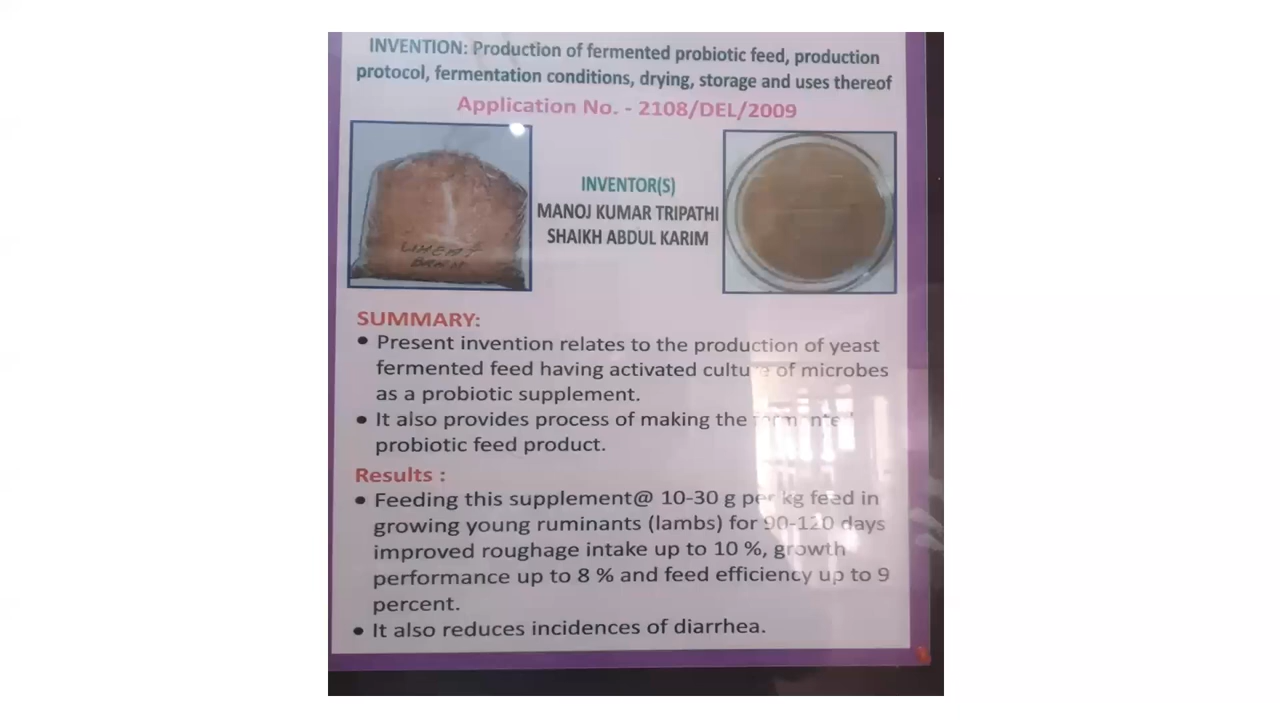 INVENTION: Production of fermented probiotic feed, production
protocol, fermentation conditions, drying, storage and uses thereof
Application No. - 2108/DEL/2009
INVENTOR(S)
MANOJ KUMAR TRIPATHI
SHAIKH ABDUL KARIM
SUMMARY:
• Present invention relates to the production of yeast
fermented feed having activated culture of microbes
as a probiotic supplement.
• It also provides process of making the fermented
probiotic feed product.
Results :
• Feeding this supplement@ 10-30 g per kg feed in
growing young ruminants (lambs) for 90-120 days
improved roughage intake up to 10 %, growth
performance up to 8 % and feed efficiency up to 9
percent.
• It also reduces incidences of diarrhea.